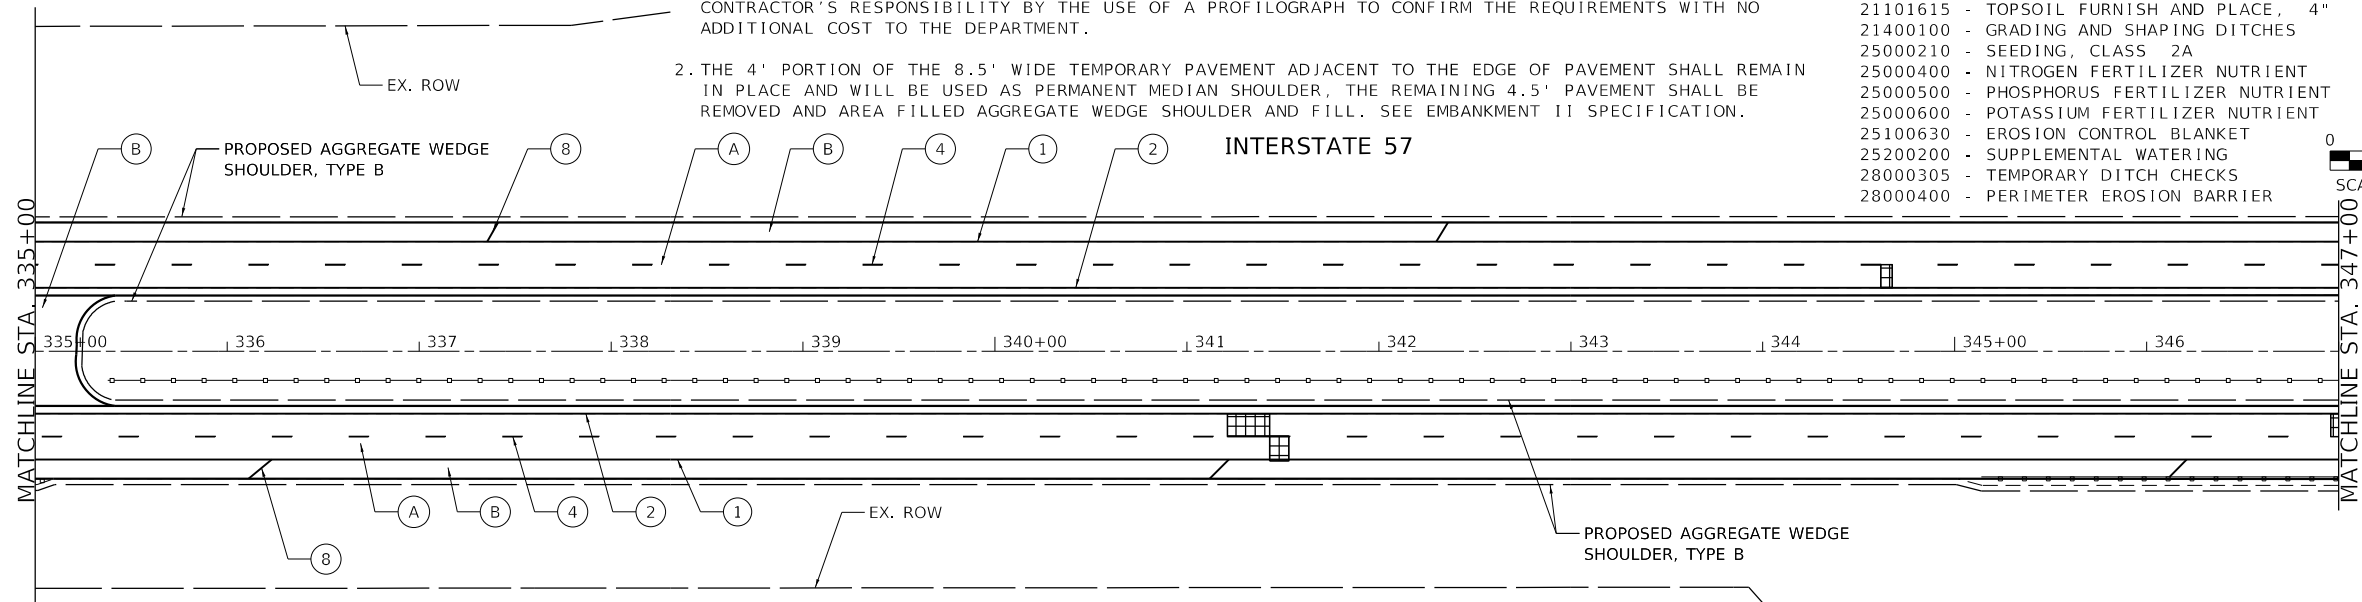 CONTRACTOR'S RESPONSIBILITY BY THE USE OF A PROFILOGRAPH TO CONFIRM THE REQUIREMENTS WITH NO
ADDITIONAL COST TO THE DEPARTMENT.
2. THE 4' PORTION OF THE 8.5' WIDE TEMPORARY PAVEMENT ADJACENT TO THE EDGE OF PAVEMENT SHALL REMAIN
IN PLACE AND WILL BE USED AS PERMANENT MEDIAN SHOULDER, THE REMAINING 4.5' PAVEMENT SHALL BE
REMOVED AND AREA FILLED AGGREGATE WEDGE SHOULDER AND FILL. SEE EMBANKMENT II SPECIFICATION.
21101615 - TOPSOIL FURNISH AND PLACE, 4"
21400100 - GRADING AND SHAPING DITCHES
25000210 - SEEDING, CLASS 2A
25000400 - NITROGEN FERTILIZER NUTRIENT
25000500 - PHOSPHORUS FERTILIZER NUTRIENT
25000600 - POTASSIUM FERTILIZER NUTRIENT
25100630 - EROSION CONTROL BLANKET
25200200 - SUPPLEMENTAL WATERING
28000305 - TEMPORARY DITCH CHECKS
28000400 - PERIMETER EROSION BARRIER
0
EX. ROW
INTERSTATE 57
B
PROPOSED AGGREGATE WEDGE
SHOULDER, TYPE B
8
A
B
4
1
2
MATCHLINE STA. 335+00
335+00
336
337
338
339
340+00
341
342
343
344
345+00
346
MATCHLINE STA. 347+00
A
B
4
2
1
8
EX. ROW
PROPOSED AGGREGATE WEDGE
SHOULDER, TYPE B